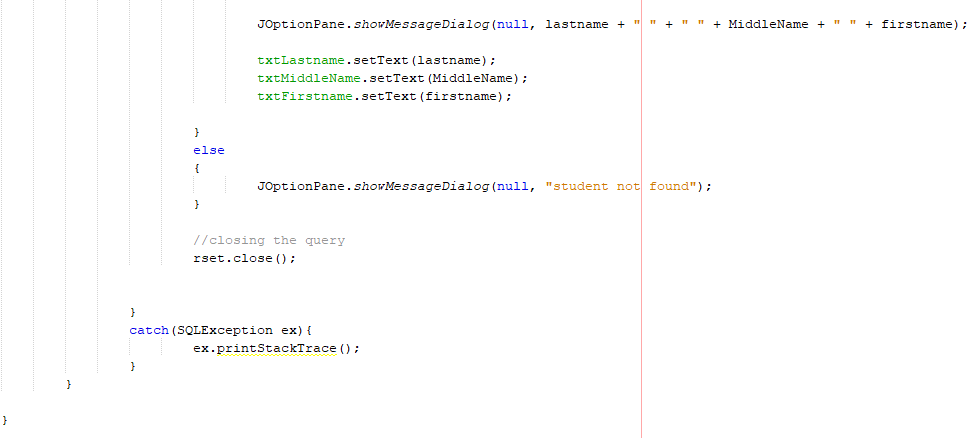 JOptionPane.showMessageDialog(null, lastname + " " + " " + MiddleName + " " + firstname);
txtLastname.setText(lastname);
txtMiddleName.setText(MiddleName);
txtFirstname.setText(firstname);
}
else
{
JOptionPane.showMessageDialog(null, "student not found");
}
//closing the query
rset.close();
}
catch(SQLException ex){
ex.printStackTrace();
}
}
}